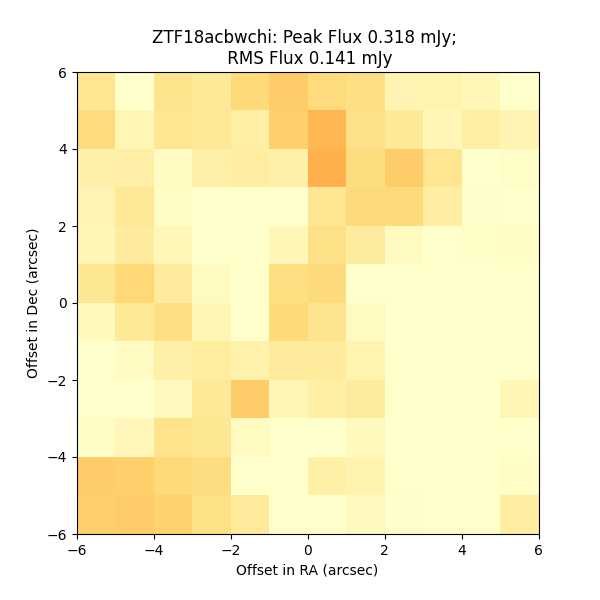 ZTF18acbwchi: Peak Flux 0.318 mJy;
RMS Flux 0.141 mJy
6
4
2
0
−2
−4
−6
Offset in Dec (arcsec)
−6 −4 −2 0 2 4 6
Offset in RA (arcsec)